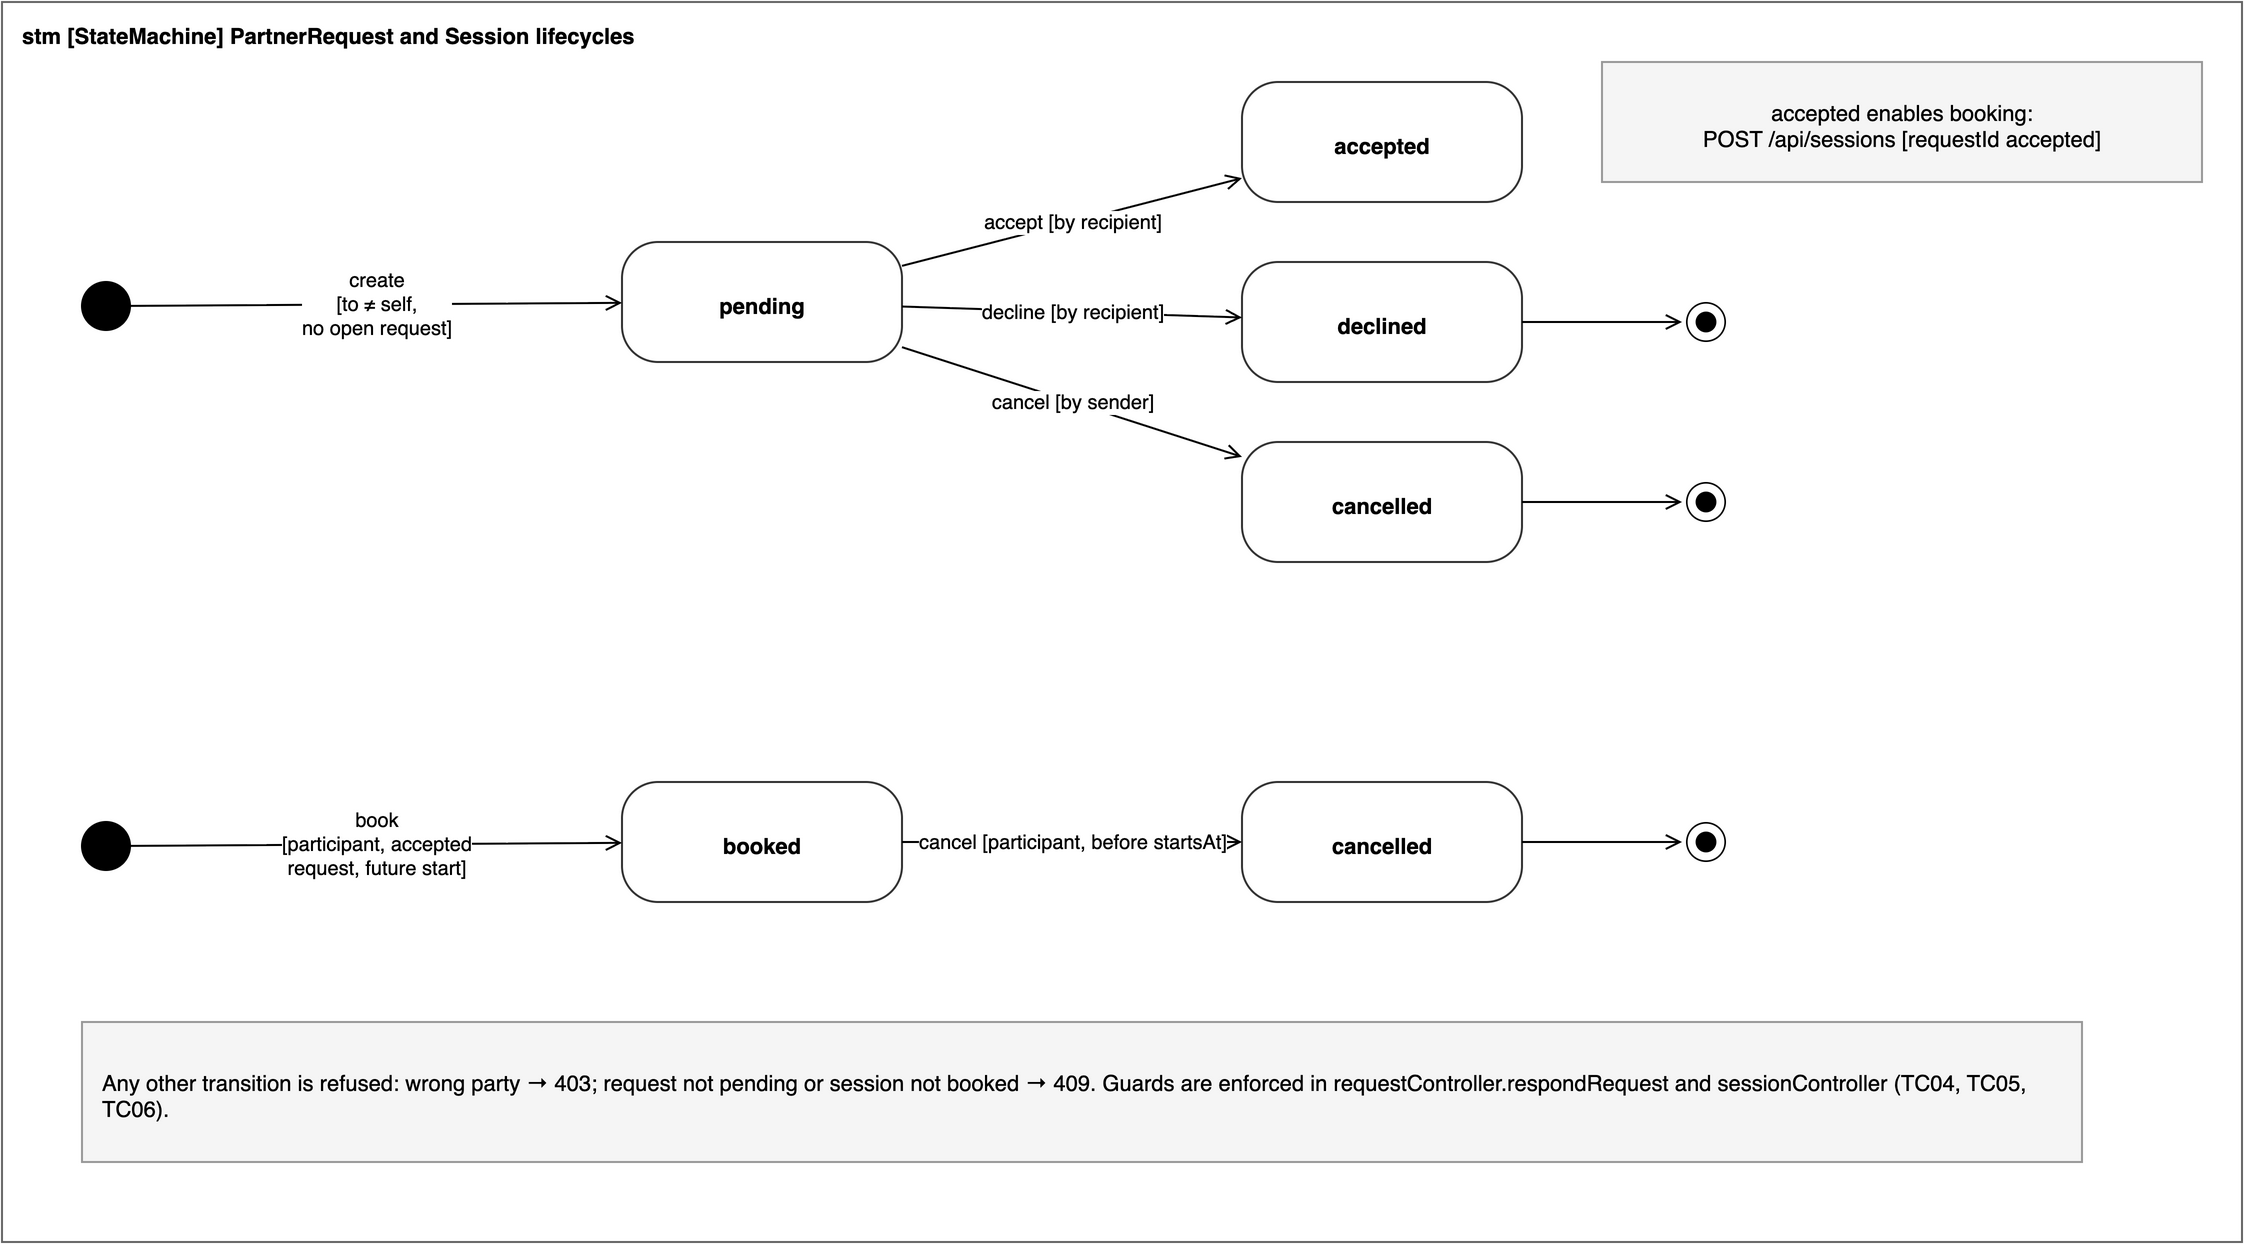 stm [StateMachine] PartnerRequest and Session lifecycles
accepted enables booking:
POST /api/sessions [requestId accepted]
accepted
accept [by recipient]
create
[to ≠ self,
no open request]
pending
decline [by recipient]
declined
cancel [by sender]
cancelled
book
[participant, accepted
request, future start]
booked
cancel [participant, before startsAt]
cancelled
Any other transition is refused: wrong party → 403; request not pending or session not booked → 409. Guards are enforced in requestController.respondRequest and sessionController (TC04, TC05,
TC06).